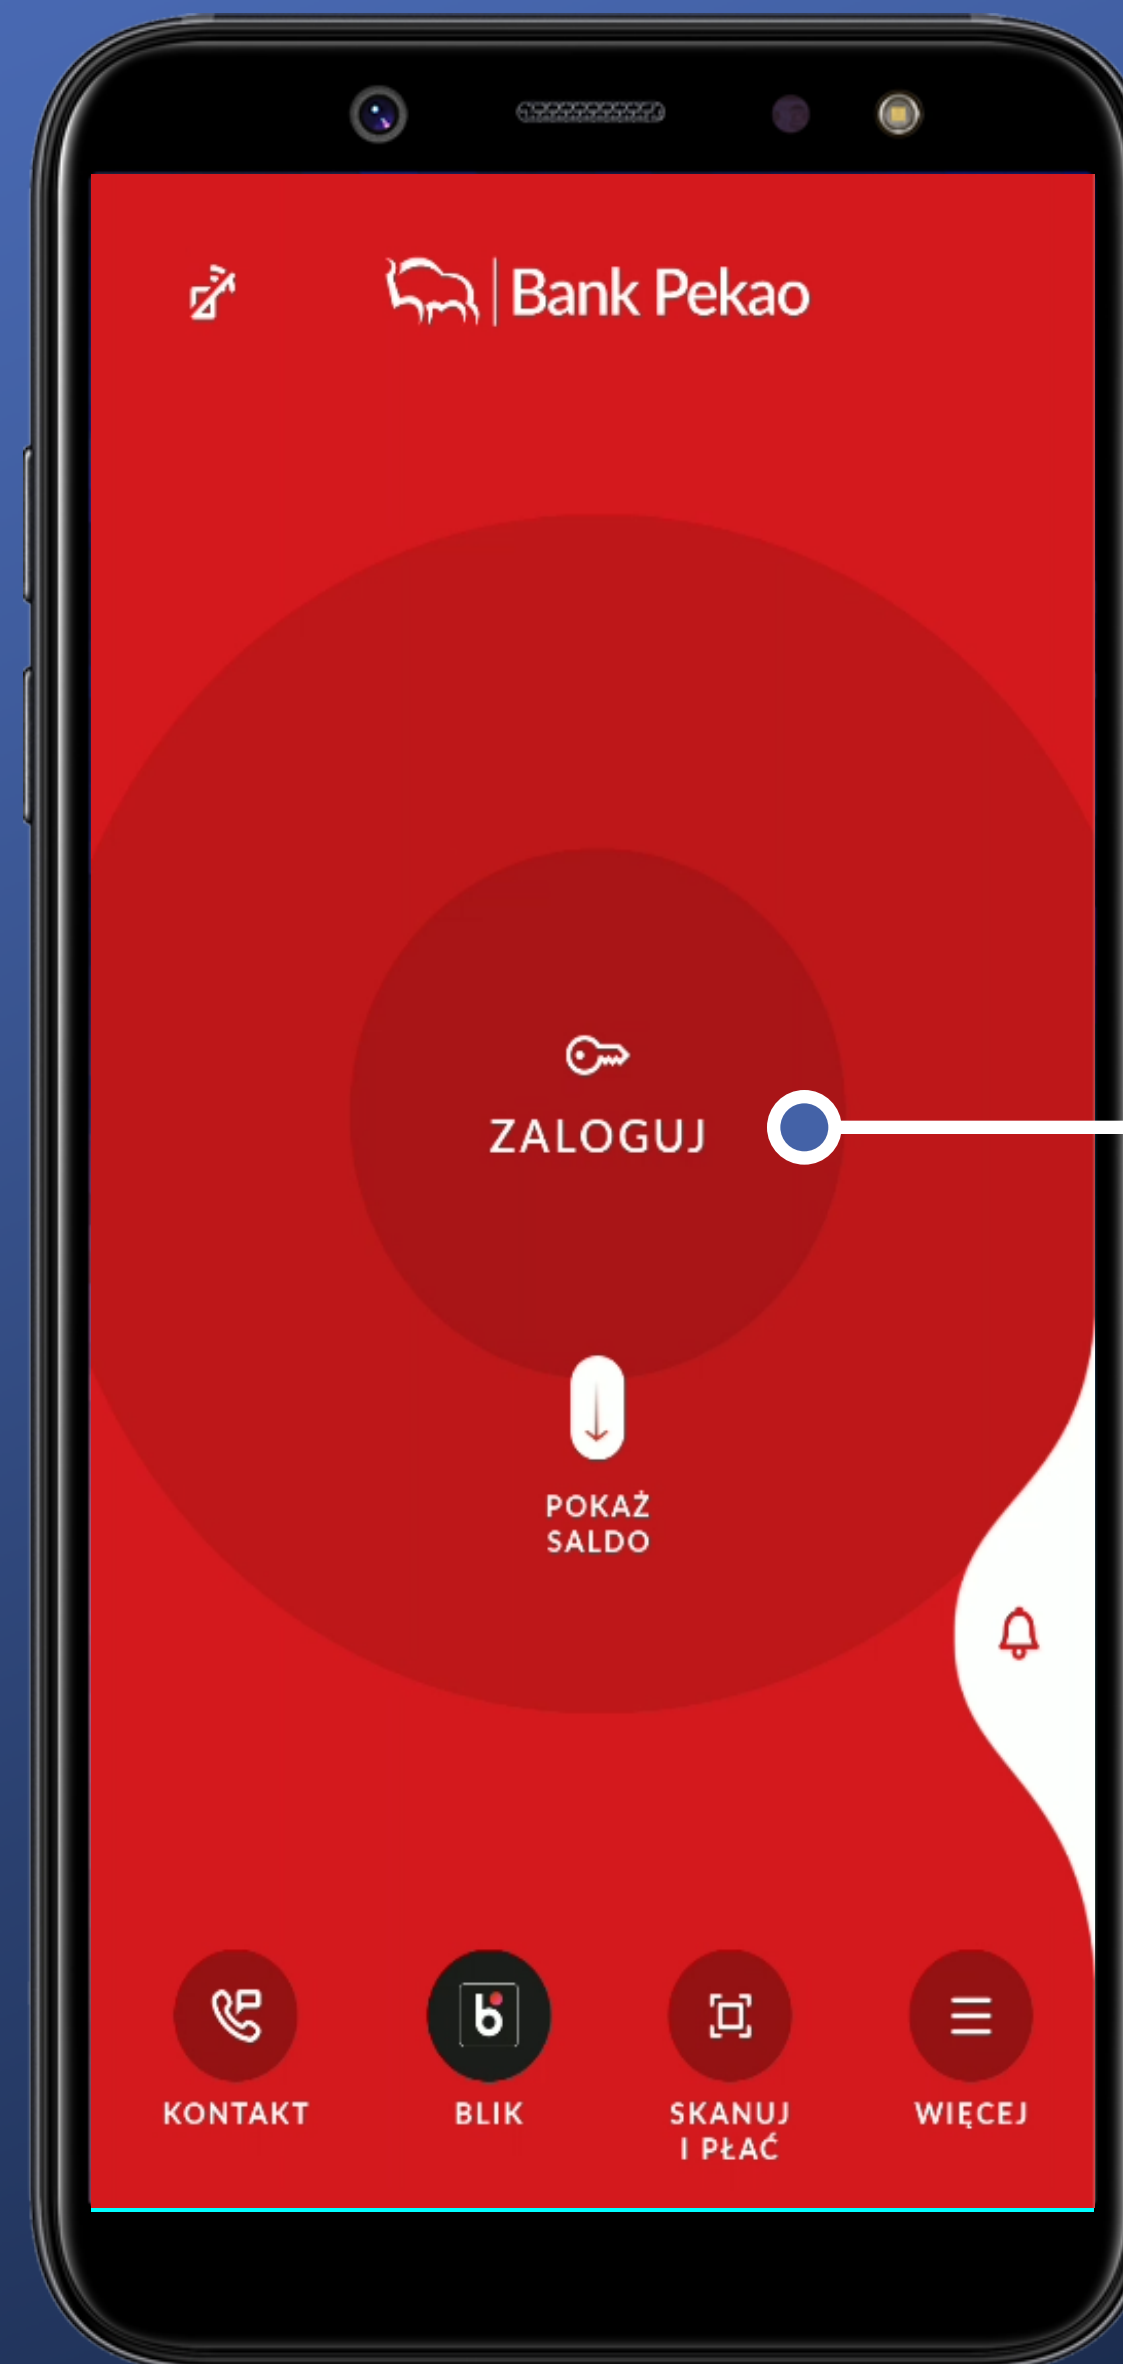 Bank Pekao
ZALOGUJ
POKAŻ
SALDO
KONTAKT
BLIK
SKANUJ
I PŁAĆ
WIĘCEJ